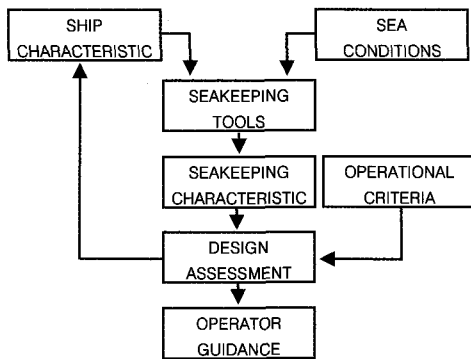 SHIP
CHARACTERISTIC
SEA
CONDITIONS
SEAKEEPING
TOOLS
SEAKEEPING
CHARACTERISTIC
OPERATIONAL
CRITERIA
DESIGN
ASSESSMENT
OPERATOR
GUIDANCE